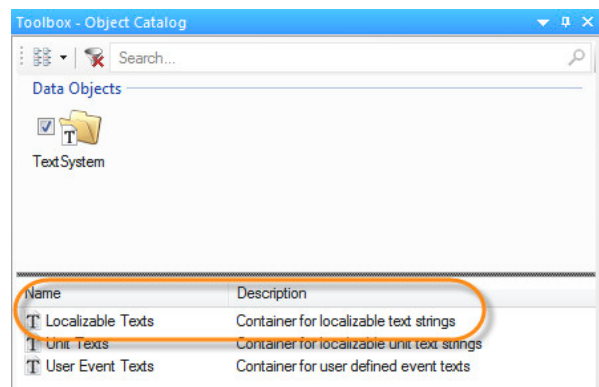 Toolbox - Object Catalog
Search...
Data Objects
T
TextSystem
Name Description
T Localizable Texts Container for localizable text strings
T Unit Texts Container for localizable unit text strings
T User Event Texts Container for user defined event texts